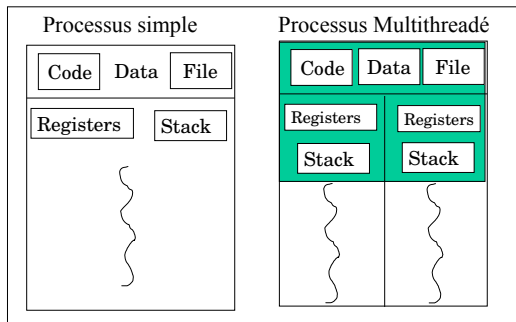 Processus simple
Processus Multithreadé
Code Data File
Code Data File
Registers Stack
Registers Registers
Stack Stack